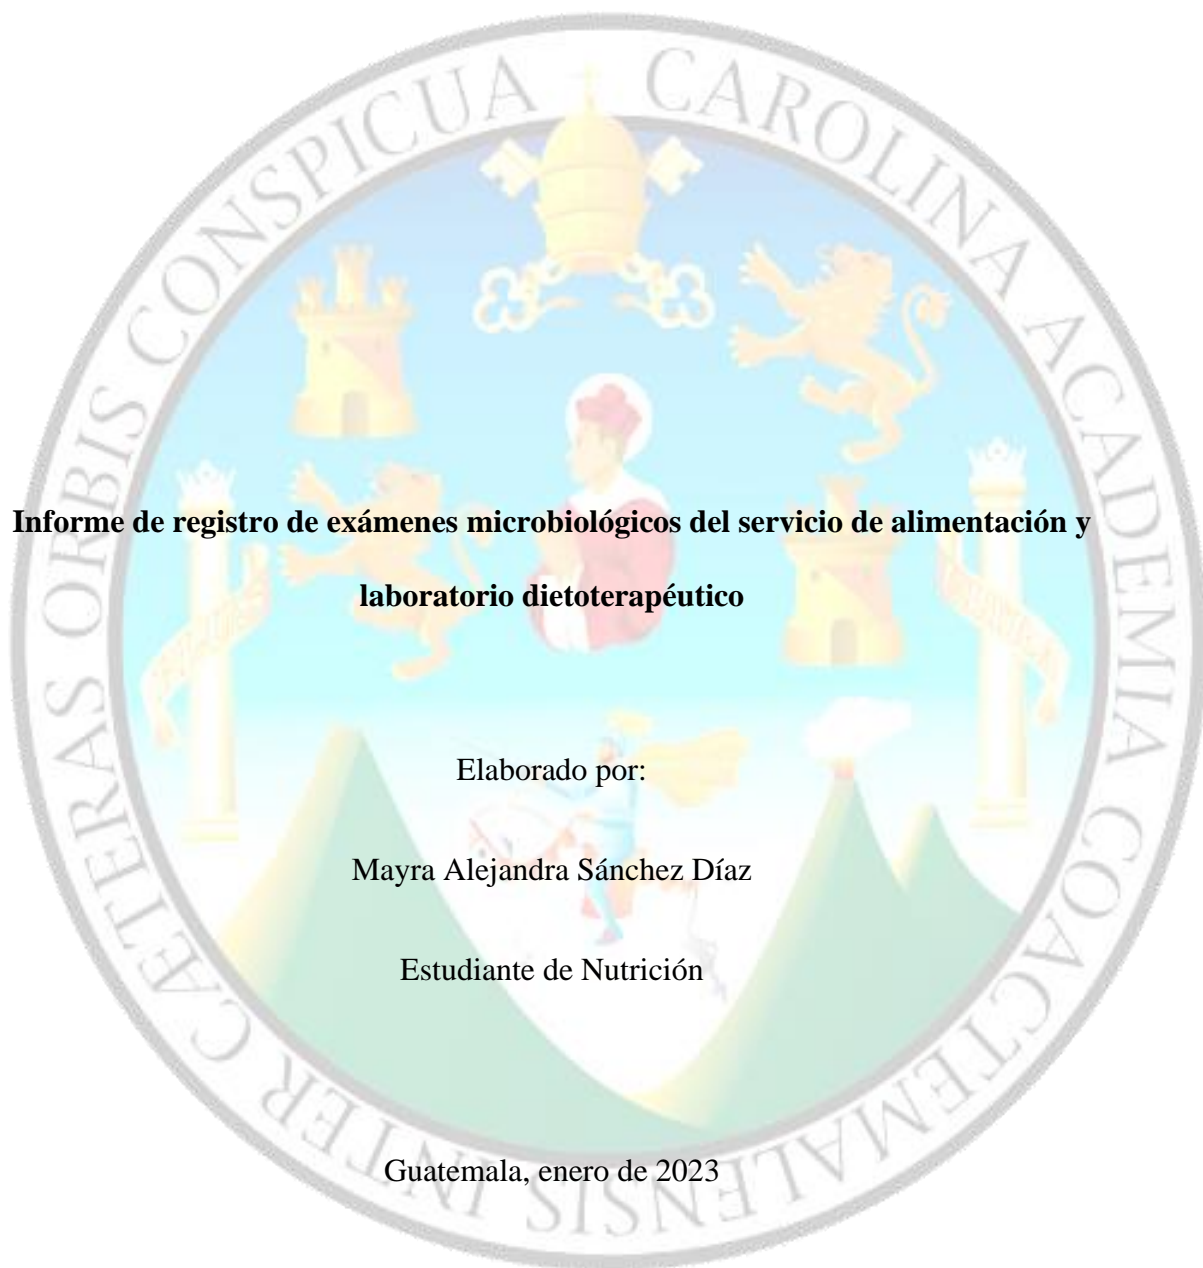 CAROLINA ACADEMIA COACTEMALENSIS INTER CÆTERAS ORBIS CONSPICUA
Informe de registro de exámenes microbiológicos del servicio de alimentación y
laboratorio dietoterapéutico
Elaborado por:
Mayra Alejandra Sánchez Díaz
Estudiante de Nutrición
Guatemala, enero de 2023